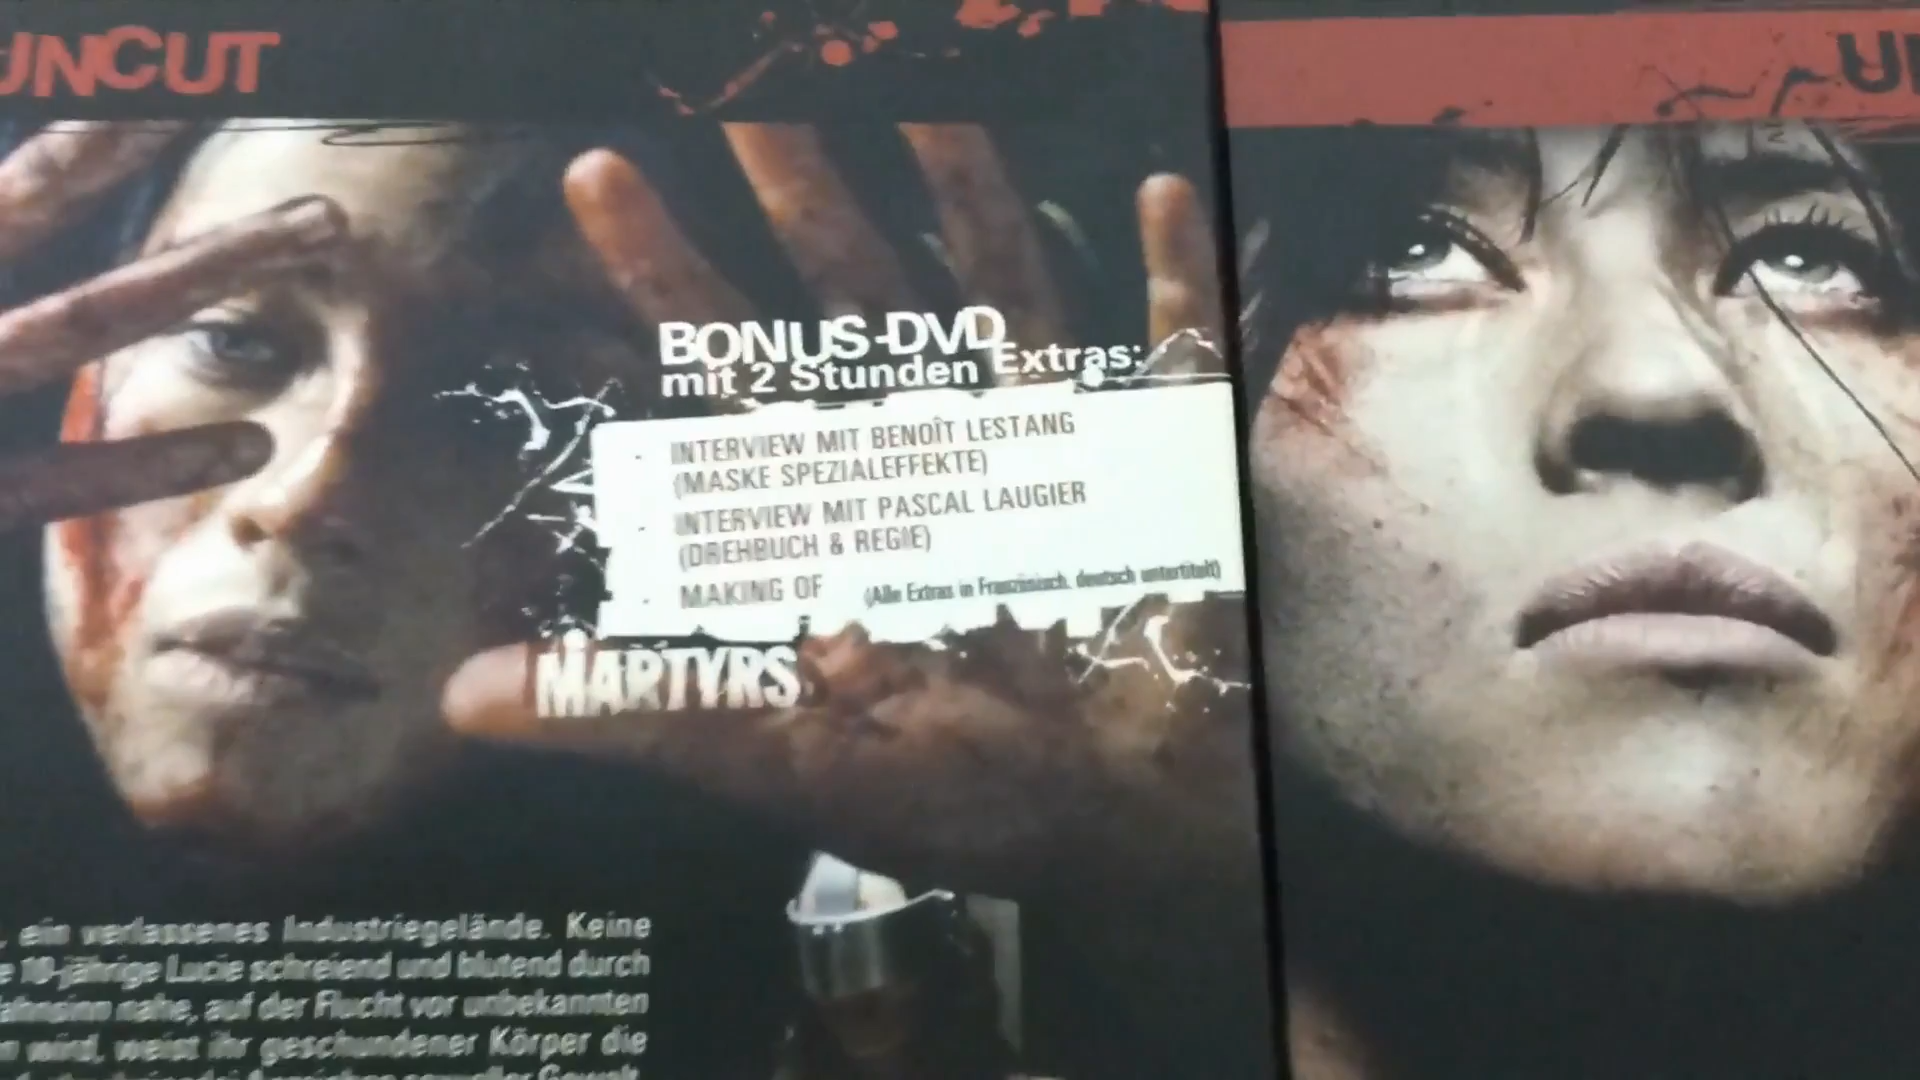 UNCUT
BONUS-DVD
mit 2 Stunden Extras:
· INTERVIEW MIT BENOÎT LESTANG
(MASKE SPEZIALEFFEKTE)
· INTERVIEW MIT PASCAL LAUGIER
(DREHBUCH & REGIE)
· MAKING OF (Alle Extras in Französisch, deutsch untertitelt)
MARTYRS
, ein verlassenes Industriegelände. Keine
18-jährige Lucie schreiend und blutend durch
nahe, auf der Flucht vor unbekannten
wird, weist ihr geschundener Körper die